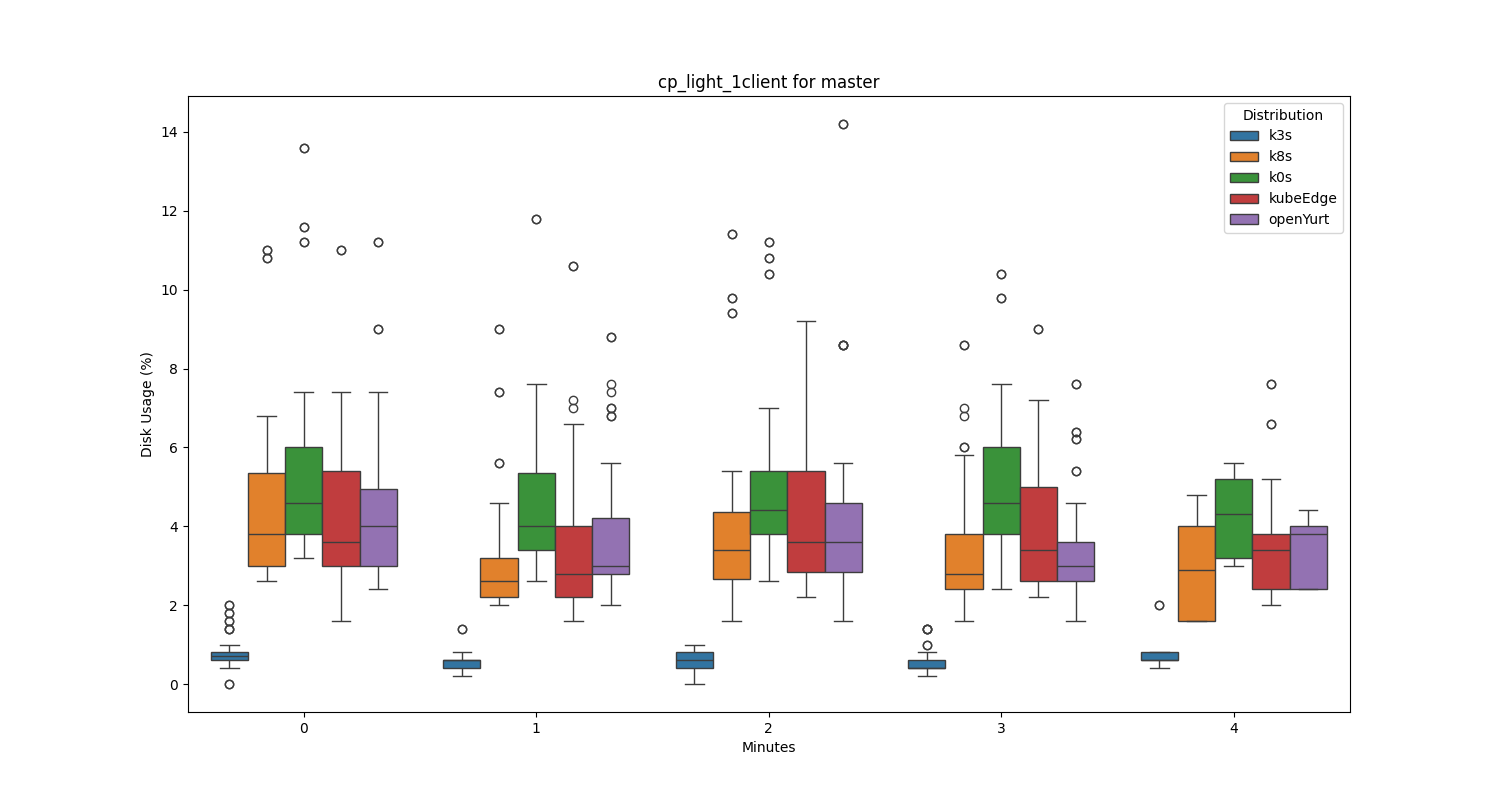 cp_light_1client for master
Distribution
k3s
k8s
k0s
kubeEdge
openYurt
Disk Usage (%)
14
12
10
8
6
4
2
0
0 1 2 3 4
Minutes